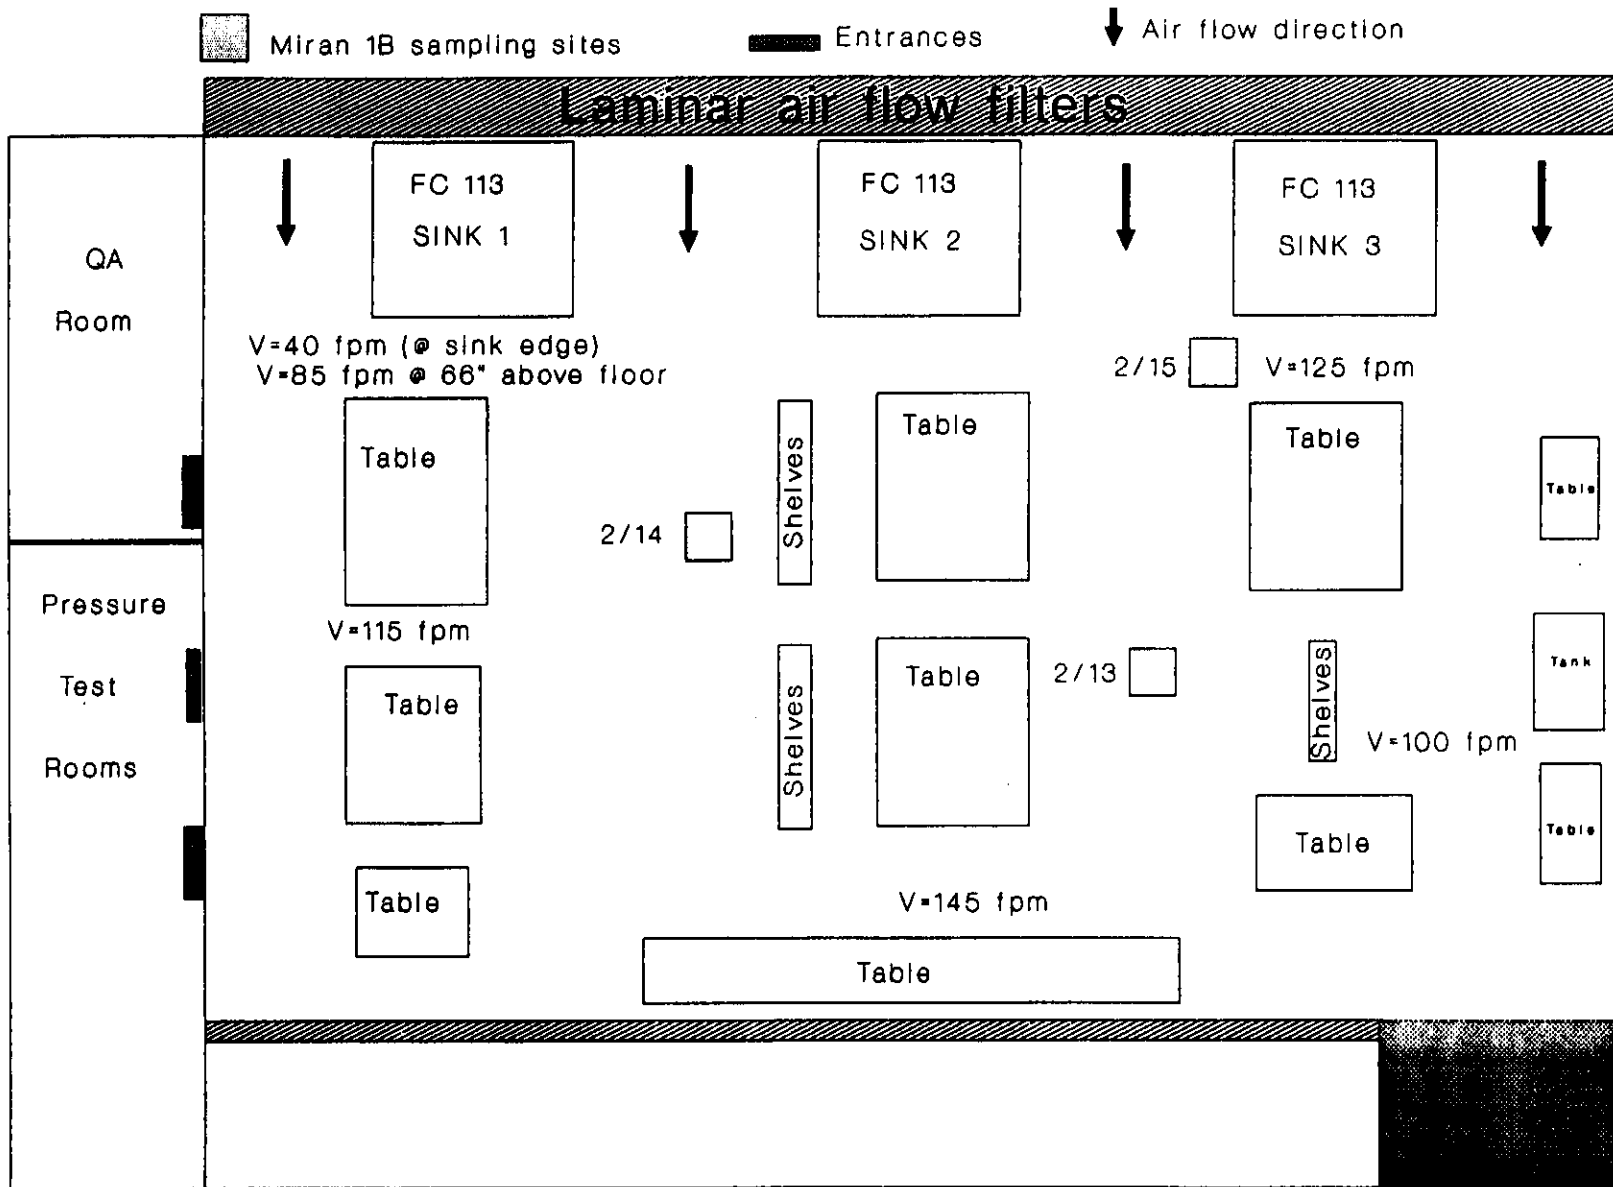 Miran 1B sampling sites
Entrances
Air flow direction
Laminar air flow filters
FC 113
SINK 1
FC 113
SINK 2
FC 113
SINK 3
QA
Room
V=40 fpm (@ sink edge)
V=85 fpm @ 66" above floor
2/15
V=125 fpm
Table
Shelves
Table
Table
Table
2/14
Pressure
Test
Rooms
V=115 fpm
Table
Shelves
Table
2/13
Shelves
Tank
V=100 fpm
Table
Table
Table
V=145 fpm
Table